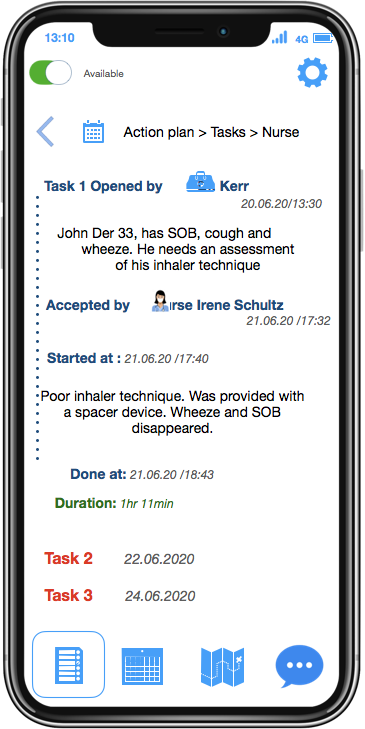 13:10 4G
Available
Action plan > Tasks > Nurse
Task 1 Opened by Kerr
20.06.20/13:30
John Der 33, has SOB, cough and
wheeze. He needs an assessment
of his inhaler technique
Accepted by rse Irene Schultz
21.06.20 /17:32
Started at : 21.06.20 /17:40
Poor inhaler technique. Was provided with
a spacer device. Wheeze and SOB
disappeared.
Done at: 21.06.20 /18:43
Duration: 1hr 11min
Task 2 22.06.2020
Task 3 24.06.2020